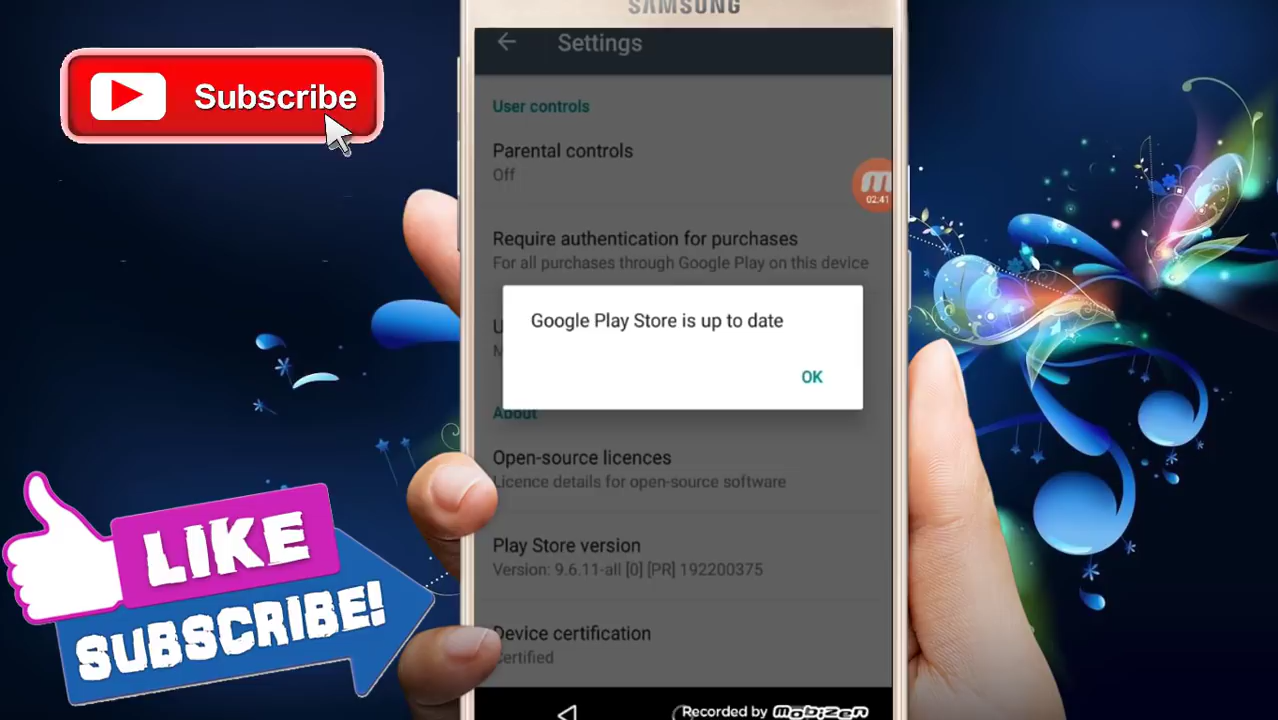 SAMSUNG
Settings
Subscribe
User controls
Parental controls
Off
02:41
Require authentication for purchases
For all purchases through Google Play on this device
Google Play Store is up to date
OK
About
Open-source licences
Licence details for open-source software
LIKE
SUBSCRIBE!
Play Store version
Version: 9.6.11-all [0] [PR] 192200375
Device certification
Certified
Recorded by mobizen